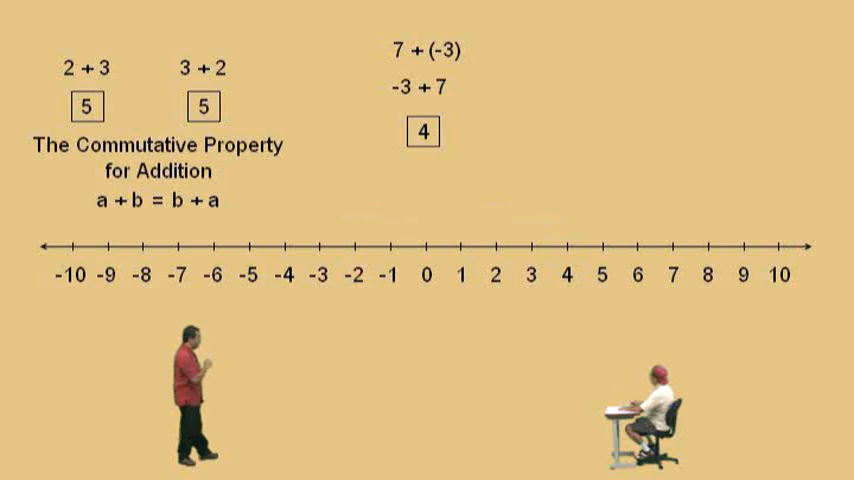 2 + 3
3 + 2
5
5
The Commutative Property
for Addition
a + b = b + a
7 + (-3)
-3 + 7
4
-10 -9 -8 -7 -6 -5 -4 -3 -2 -1 0 1 2 3 4 5 6 7 8 9 10